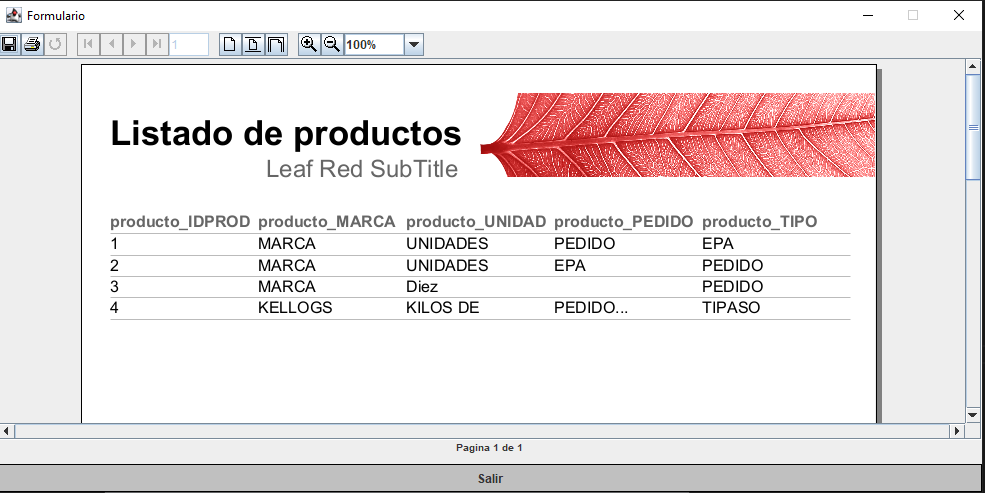 Formulario
1
100%
Listado de productos
Leaf Red SubTitle
producto_IDPROD producto_MARCA producto_UNIDAD producto_PEDIDO producto_TIPO
1 MARCA UNIDADES PEDIDO EPA
2 MARCA UNIDADES EPA PEDIDO
3 MARCA Diez PEDIDO
4 KELLOGS KILOS DE PEDIDO... TIPASO
Pagina 1 de 1
Salir